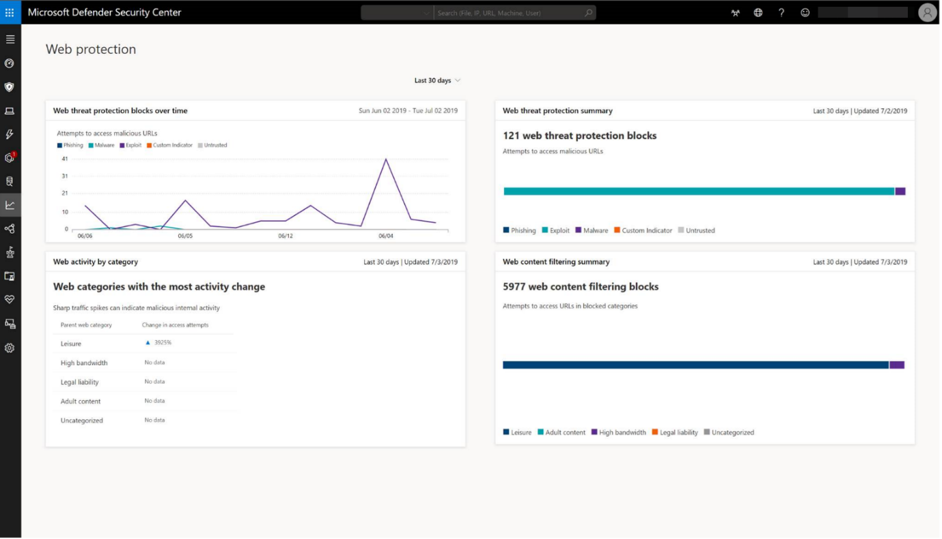 Microsoft Defender Security Center
Search (File, IP, URL, Machine, User)
Web protection
Last 30 days
Web threat protection blocks over time
Sun Jun 02 2019 - Tue Jul 02 2019
Attempts to access malicious URLs
Phishing Malware Exploit Custom Indicator Untrusted
41
31
21
10
0
06/06 06/05 06/12 06/04
Web threat protection summary
Last 30 days | Updated 7/2/2019
121 web threat protection blocks
Attempts to access malicious URLs
Phishing Exploit Malware Custom Indicator Untrusted
Web activity by category
Last 30 days | Updated 7/3/2019
Web categories with the most activity change
Sharp traffic spikes can indicate malicious internal activity
Parent web category Change in access attempts
Leisure 3925%
High bandwidth No data
Legal liability No data
Adult content No data
Uncategorized No data
Web content filtering summary
Last 30 days | Updated 7/3/2019
5977 web content filtering blocks
Attempts to access URLs in blocked categories
Leisure Adult content High bandwidth Legal liability Uncategorized